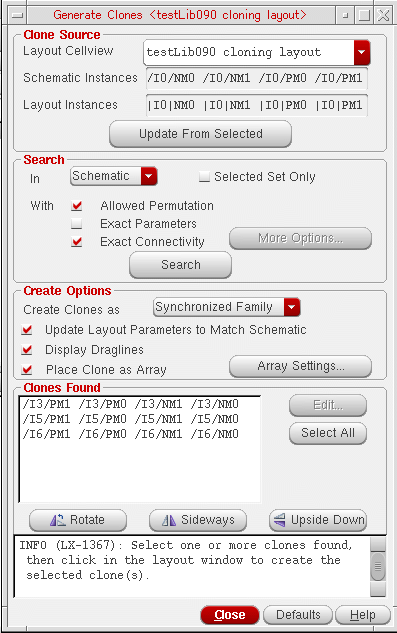 Generate Clones <testLib090 cloning layout>
Clone Source
Layout Cellview testLib090 cloning layout
Schematic Instances /I0/NM0 /I0/NM1 /I0/PM0 /I0/PM1
Layout Instances |I0|NM0 |I0|NM1 |I0|PM0 |I0|PM1
Update From Selected
Search
In Schematic Selected Set Only
With Allowed Permutation
Exact Parameters
Exact Connectivity More Options...
Search
Create Options
Create Clones as Synchronized Family
Update Layout Parameters to Match Schematic
Display Draglines
Place Clone as Array Array Settings...
Clones Found
/I3/PM1 /I3/PM0 /I3/NM1 /I3/NM0 Edit...
/I5/PM1 /I5/PM0 /I5/NM1 /I5/NM0
/I6/PM1 /I6/PM0 /I6/NM1 /I6/NM0 Select All
Rotate Sideways Upside Down
INFO (LX-1367): Select one or more clones found,
then click in the layout window to create the
selected clone(s).
Close Defaults Help